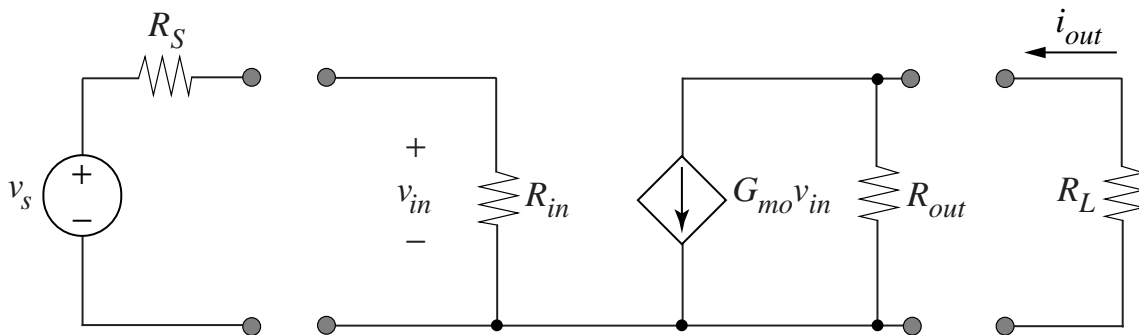 R_S
i_out
+
−
v_s
+
v_in
−
R_in
G_mo v_in
R_out
R_L